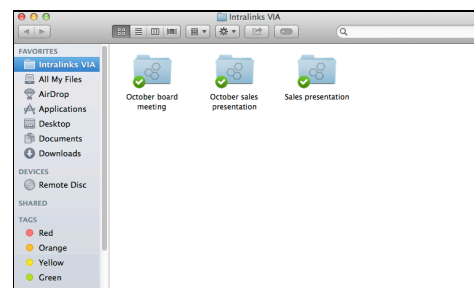 Intralinks VIA
FAVORITES
Intralinks VIA
All My Files
AirDrop
Applications
Desktop
Documents
Downloads
DEVICES
Remote Disc
SHARED
TAGS
Red
Orange
Yellow
Green
October board
meeting
October sales
presentation
Sales presentation